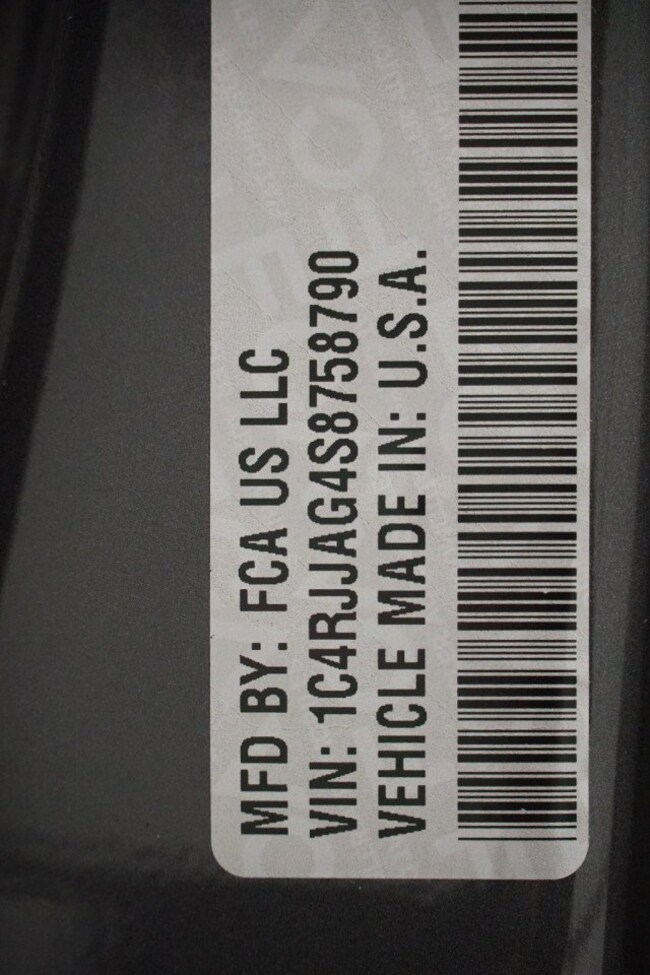 MFD BY: FCA US LLC
VIN: 1C4RJJAG4S8758790
VEHICLE MADE IN: U.S.A.